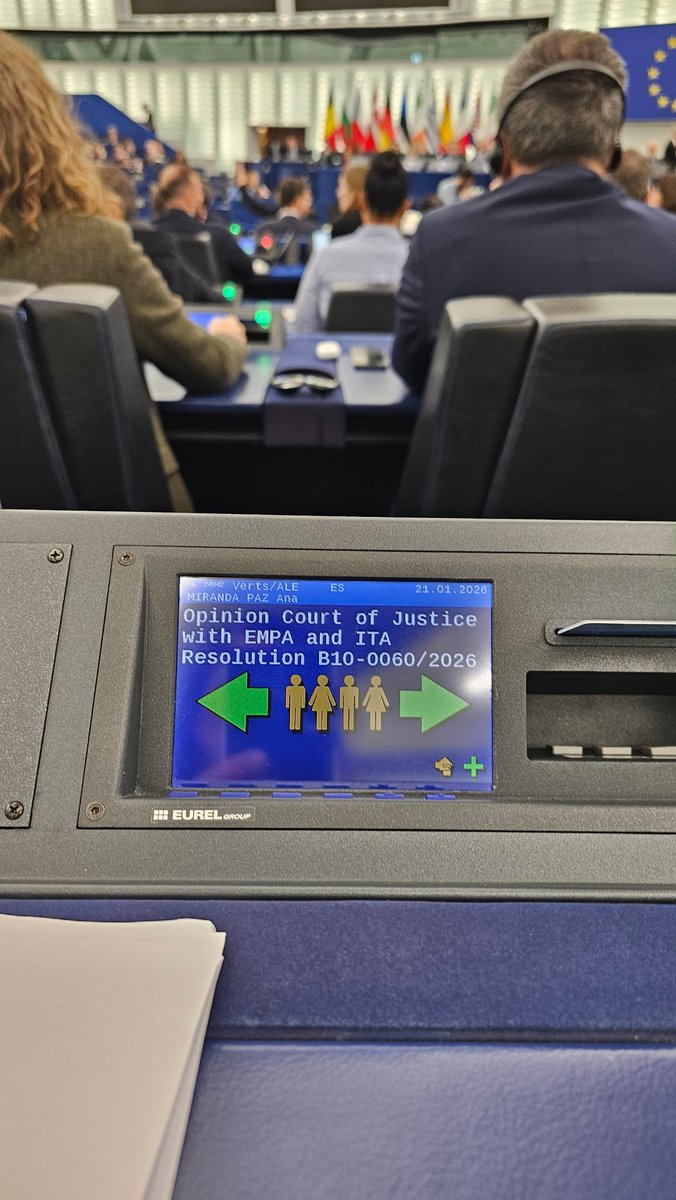 Verts/ALE ES 21.01.2026
MIRANDA PAZ Ana
Opinion Court of Justice
with EMPA and ITA
Resolution B10-0060/2026
EUREL GROUP